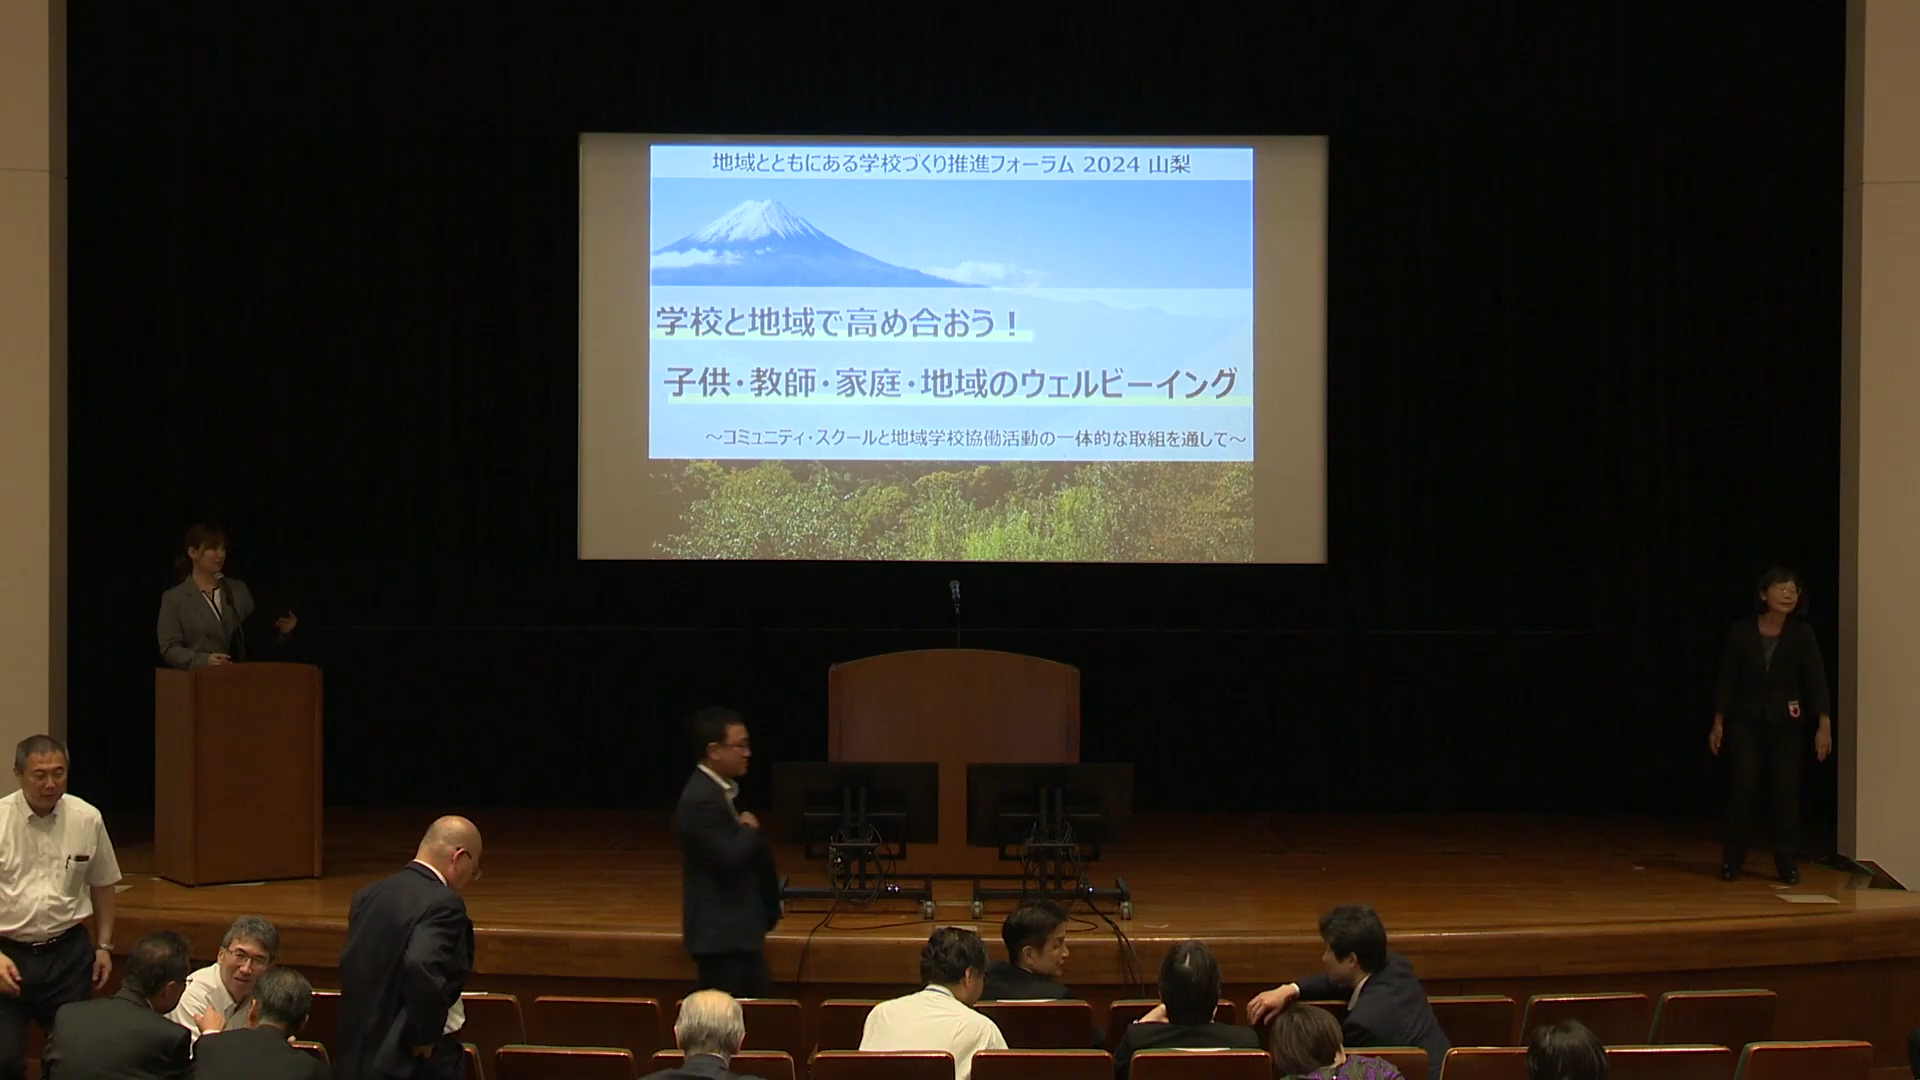 地域とともにある学校づくり推進フォーラム 2024 山梨
学校と地域で高め合おう！
子供・教師・家庭・地域のウェルビーイング
～コミュニティ・スクールと地域学校協働活動の一体的な取組を通して～